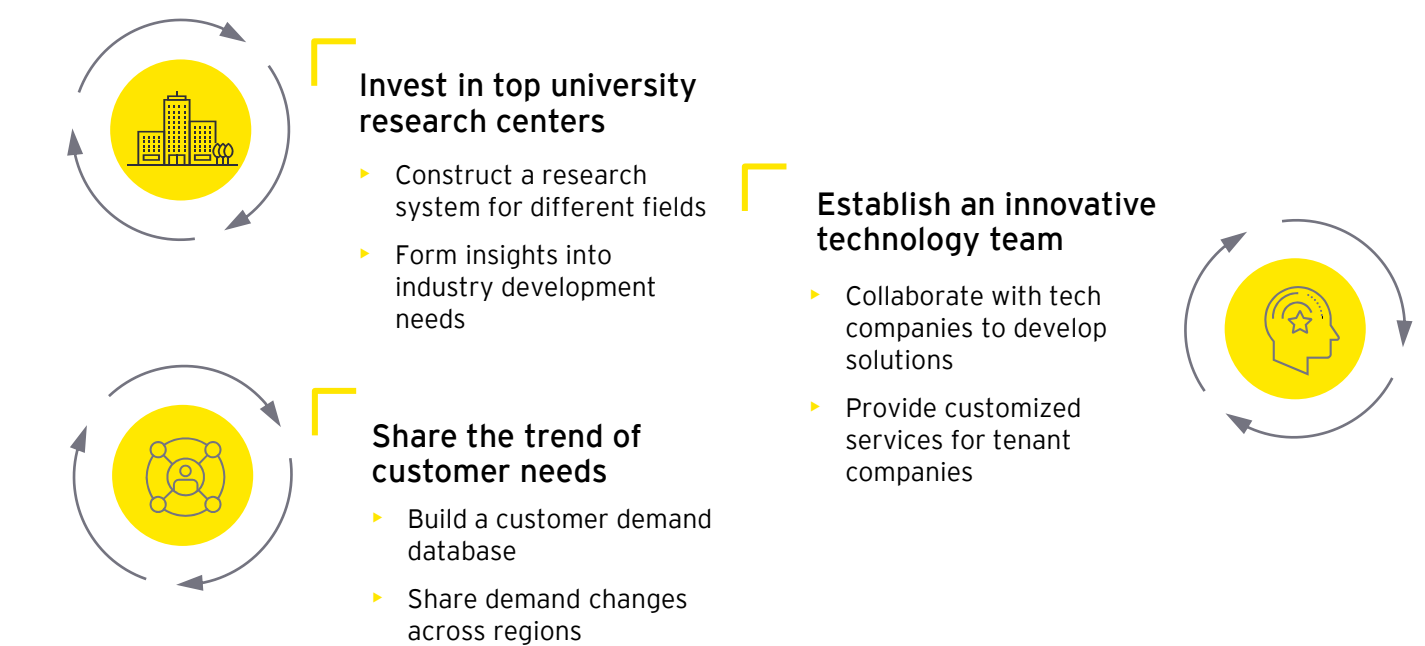 Invest in top university
research centers
Construct a research
system for different fields
Form insights into
industry development
needs
Share the trend of
customer needs
Build a customer demand
database
Share demand changes
across regions
Establish an innovative
technology team
Collaborate with tech
companies to develop
solutions
Provide customized
services for tenant
companies